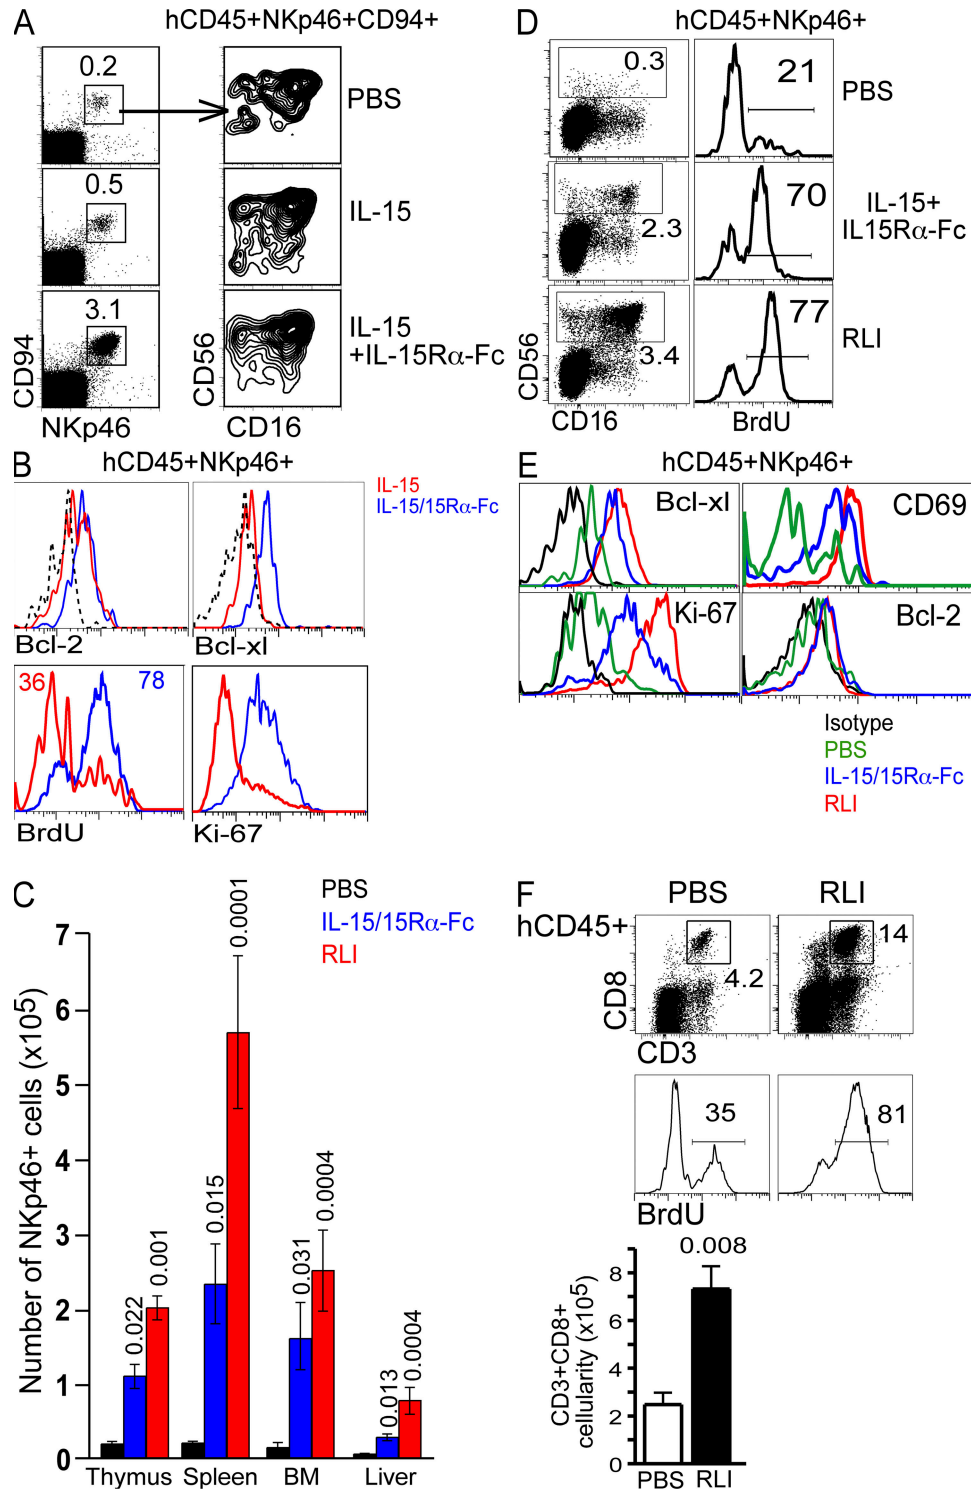 A
hCD45+NKp46+CD94+
0.2
PBS
0.5
IL-15
3.1
IL-15
+IL-15Rα-Fc
CD94
CD56
NKp46
CD16
B
hCD45+NKp46+
IL-15
IL-15/15Rα-Fc
Bcl-2
Bcl-xl
36
78
BrdU
Ki-67
C
PBS
IL-15/15Rα-Fc
RLI
Number of NKp46+ cells (x10⁵)
7
6
5
4
3
2
1
0
0.022
0.001
0.015
0.0001
0.031
0.0004
0.013
0.0004
Thymus
Spleen
BM
Liver
D
hCD45+NKp46+
0.3
21
PBS
2.3
70
IL-15+
IL15Rα-Fc
3.4
77
RLI
CD56
CD16
BrdU
E
hCD45+NKp46+
Bcl-xl
CD69
Ki-67
Bcl-2
Isotype
PBS
IL-15/15Rα-Fc
RLI
F
PBS
RLI
hCD45+
4.2
14
CD8
CD3
35
81
BrdU
0.008
CD3+CD8+
cellularity (x10⁵)
8
6
4
2
0
PBS
RLI